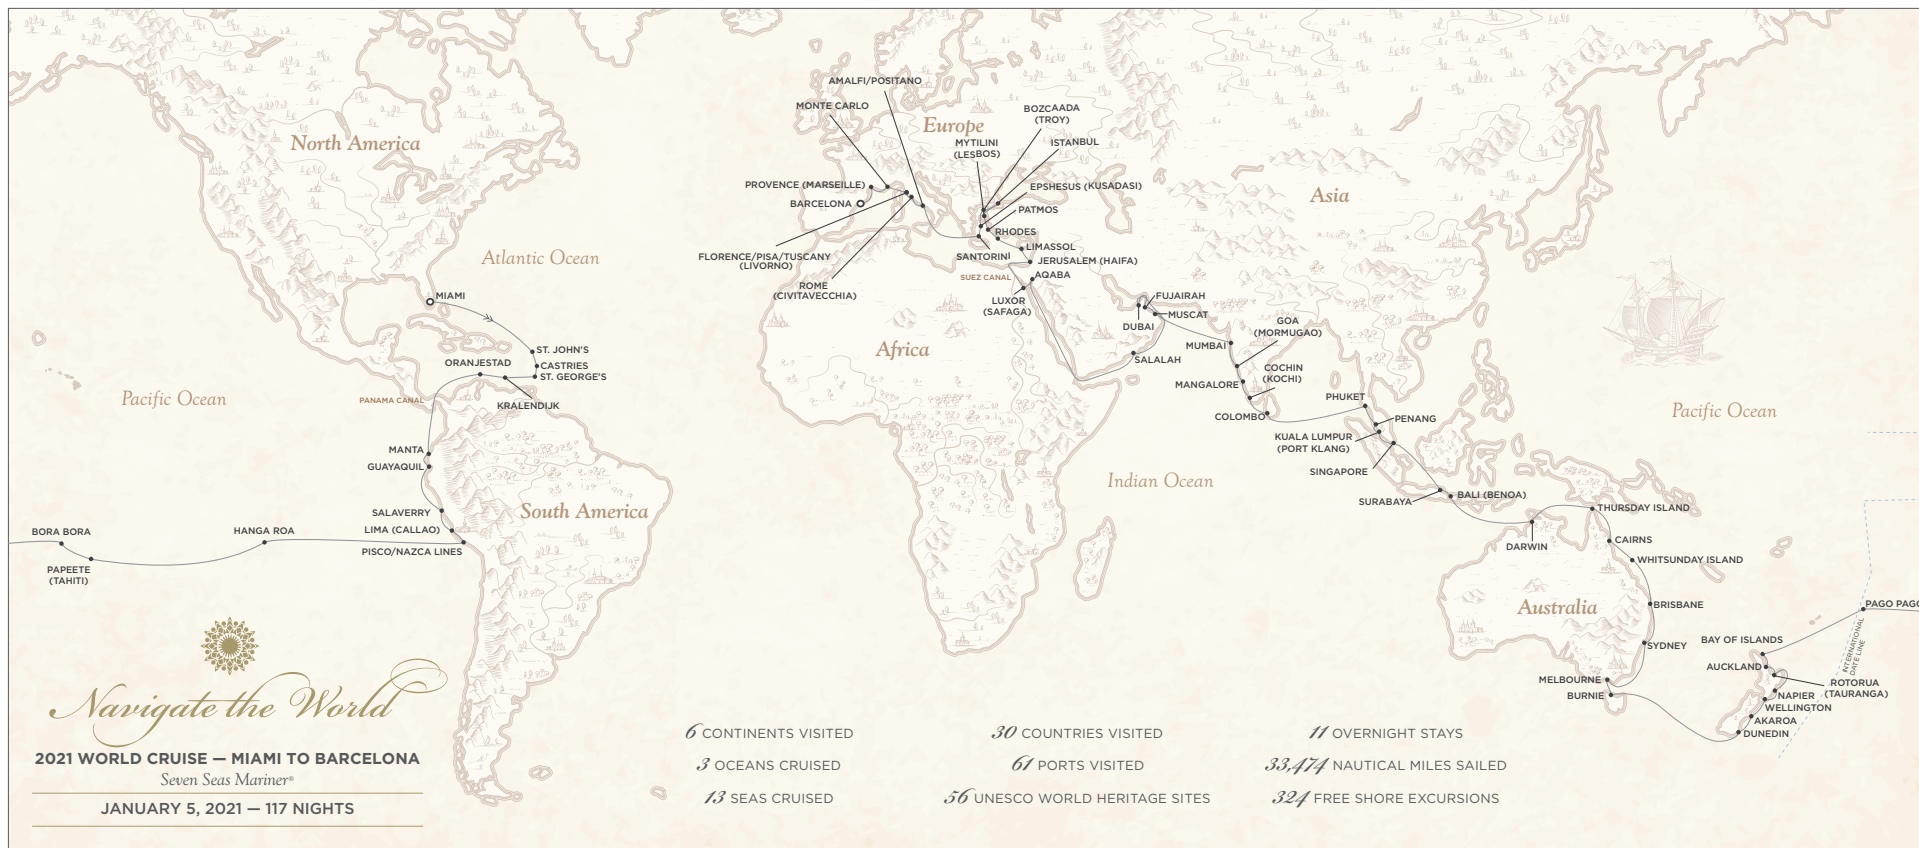 AMALFI/POSITANO
MONTE CARLO
BOZCAADA
(TROY)
Europe
North America
MYTILINI
(LESBOS)
ISTANBUL
PROVENCE (MARSEILLE)
EPSHESUS (KUSADASI)
Asia
BARCELONA
PATMOS
RHODES
LIMASSOL
Atlantic Ocean
FLORENCE/PISA/TUSCANY
(LIVORNO)
SANTORINI
JERUSALEM (HAIFA)
SUEZ CANAL
AQABA
ROME
(CIVITAVECCHIA)
MIAMI
LUXOR
(SAFAGA)
FUJAIRAH
MUSCAT
DUBAI
GOA
(MORMUGAO)
MUMBAI
Africa
ST. JOHN'S
ORANJESTAD
CASTRIES
ST. GEORGE'S
SALALAH
COCHIN
(KOCHI)
MANGALORE
Pacific Ocean
PANAMA CANAL
KRALENDIJK
PHUKET
Pacific Ocean
COLOMBO
PENANG
KUALA LUMPUR
(PORT KLANG)
MANTA
GUAYAQUIL
SINGAPORE
Indian Ocean
SURABAYA
BALI (BENOA)
SALAVERRY
South America
THURSDAY ISLAND
BORA BORA
HANGA ROA
LIMA (CALLAO)
PISCO/NAZCA LINES
DARWIN
CAIRNS
WHITSUNDAY ISLAND
PAPEETE
(TAHITI)
Australia
BRISBANE
PAGO PAGO
INTERNATIONAL
DATE LINE
SYDNEY
BAY OF ISLANDS
AUCKLAND
MELBOURNE
BURNIE
ROTORUA
(TAURANGA)
NAPIER
WELLINGTON
AKAROA
DUNEDIN
Navigate the World
2021 WORLD CRUISE — MIAMI TO BARCELONA
Seven Seas Mariner®
JANUARY 5, 2021 — 117 NIGHTS
6 CONTINENTS VISITED
3 OCEANS CRUISED
13 SEAS CRUISED
30 COUNTRIES VISITED
61 PORTS VISITED
56 UNESCO WORLD HERITAGE SITES
11 OVERNIGHT STAYS
33,474 NAUTICAL MILES SAILED
324 FREE SHORE EXCURSIONS